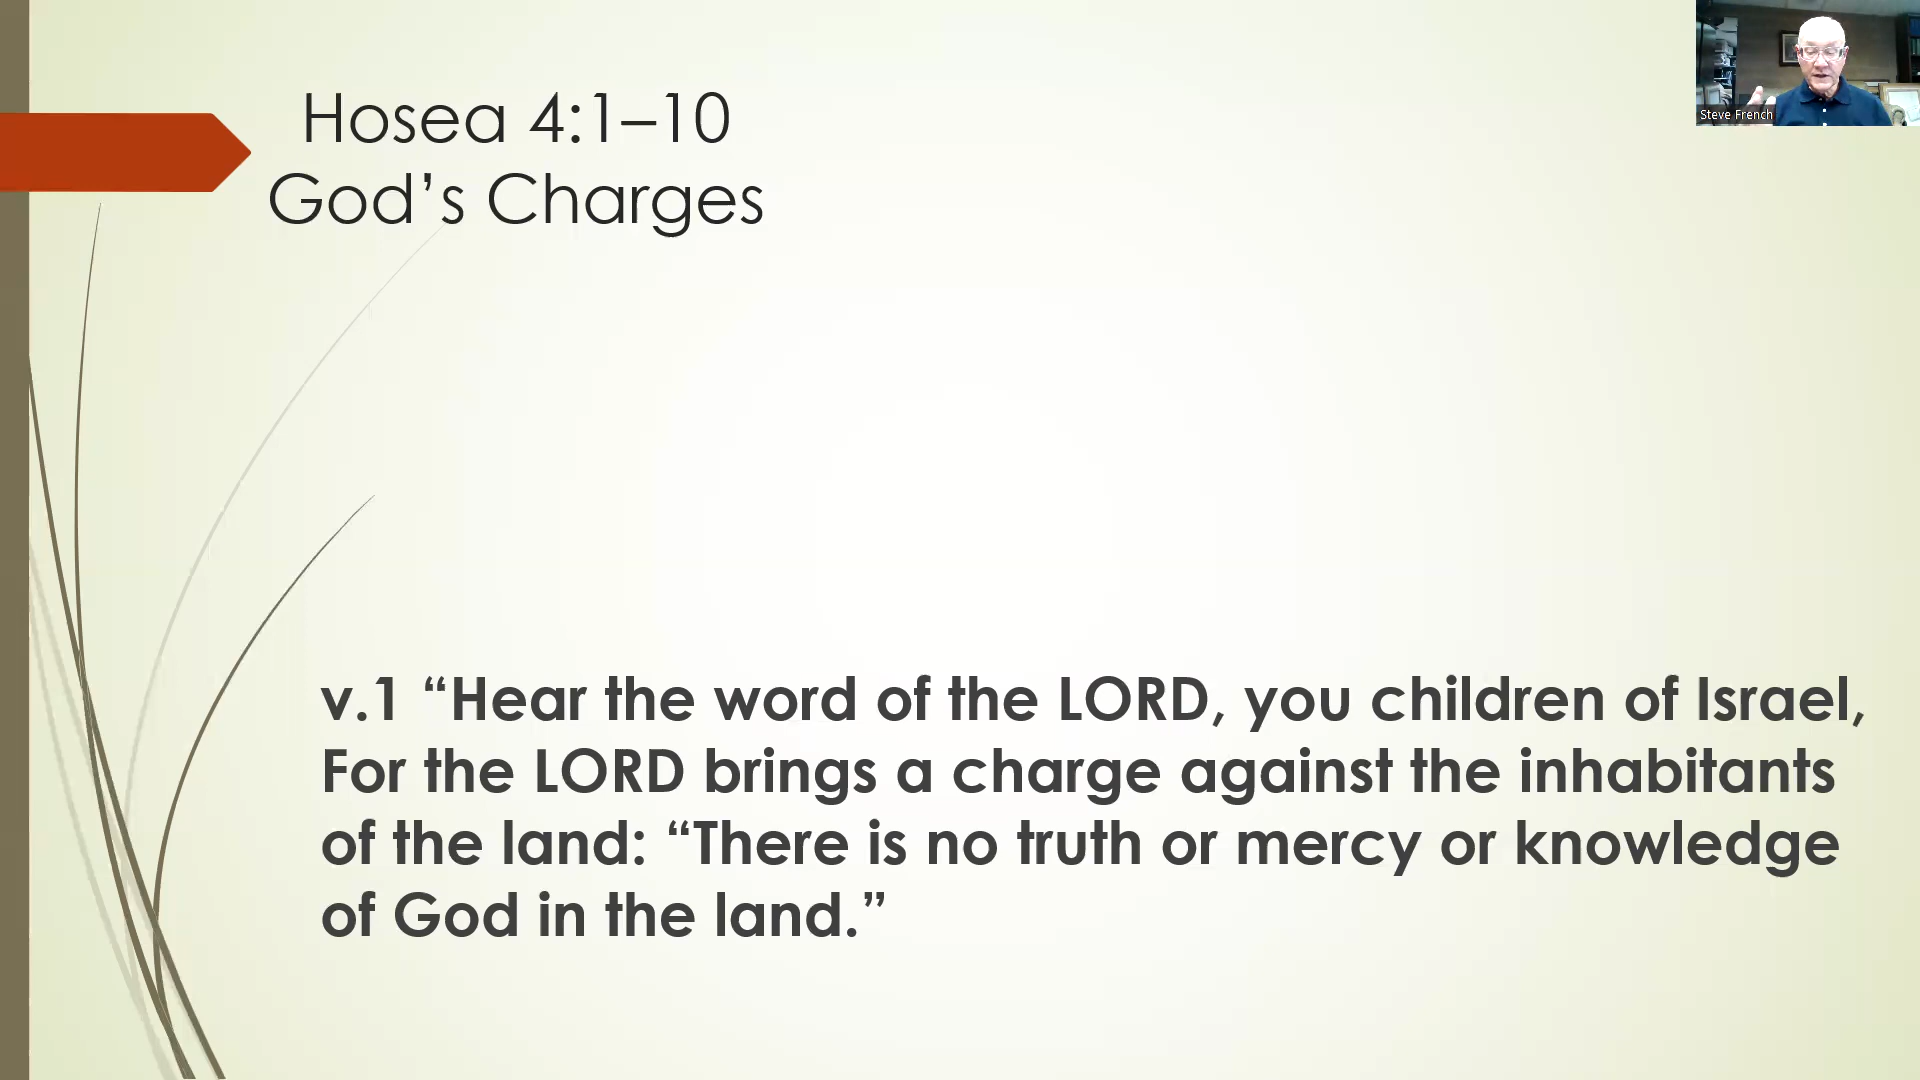 Hosea 4:1–10
God’s Charges
Steve French
v.1 “Hear the word of the LORD, you children of Israel,
For the LORD brings a charge against the inhabitants
of the land: “There is no truth or mercy or knowledge
of God in the land.”